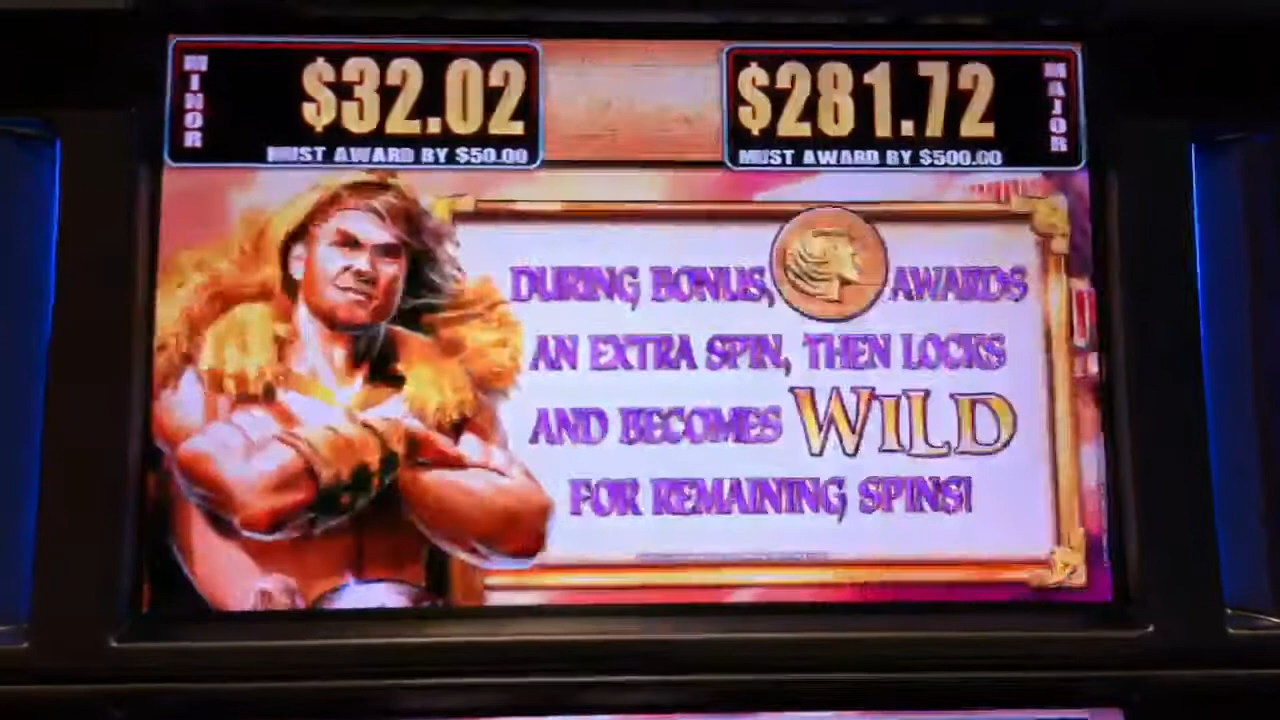 MINOR
$32.02
MUST AWARD BY $50.00
$281.72
MAJOR
MUST AWARD BY $500.00
DURING BONUS, AWARDS
AN EXTRA SPIN, THEN LOCKS
AND BECOMES WILD
FOR REMAINING SPINS!